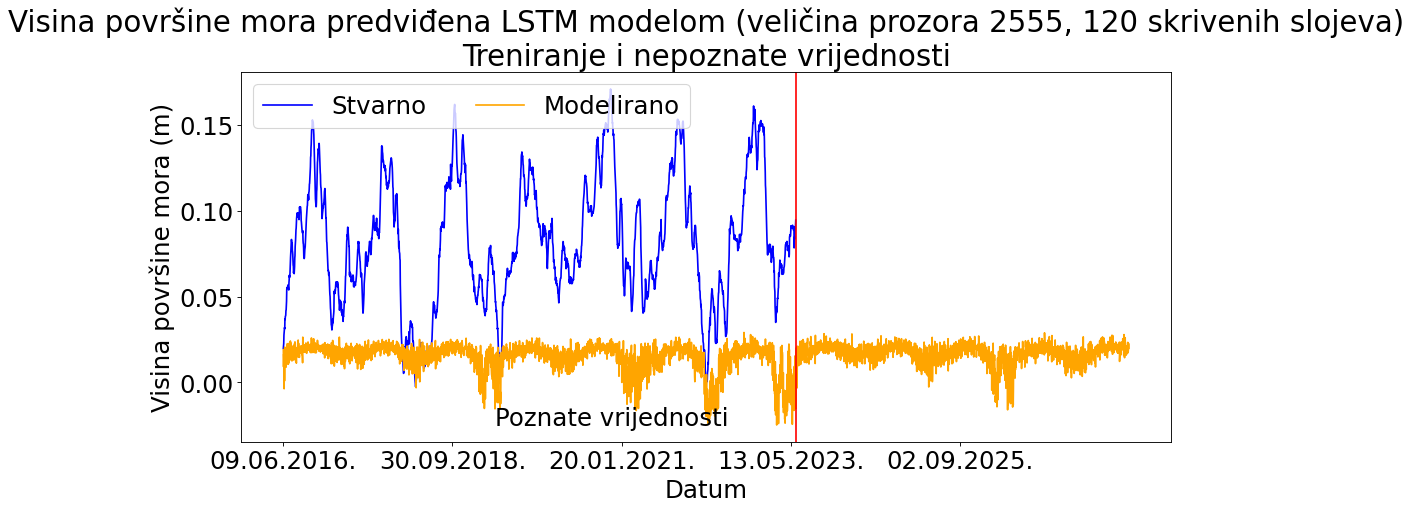 Visina površine mora predviđena LSTM modelom (veličina prozora 2555, 120 skrivenih slojeva)
Treniranje i nepoznate vrijednosti
Stvarno Modelirano
Visina površine mora (m)
0.15
0.10
0.05
0.00
Poznate vrijednosti
09.06.2016. 30.09.2018. 20.01.2021. 13.05.2023. 02.09.2025.
Datum